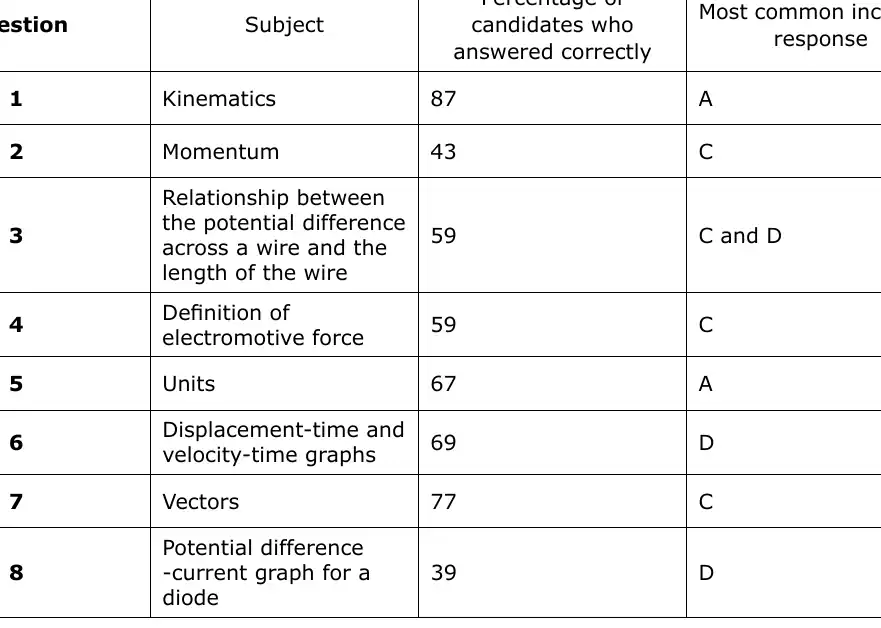 estion
Subject
Percentage of
candidates who
answered correctly
Most common inc
response
1
Kinematics
87
A
2
Momentum
43
C
3
Relationship between
the potential difference
across a wire and the
length of the wire
59
C and D
4
Definition of
electromotive force
59
C
5
Units
67
A
6
Displacement-time and
velocity-time graphs
69
D
7
Vectors
77
C
8
Potential difference
-current graph for a
diode
39
D